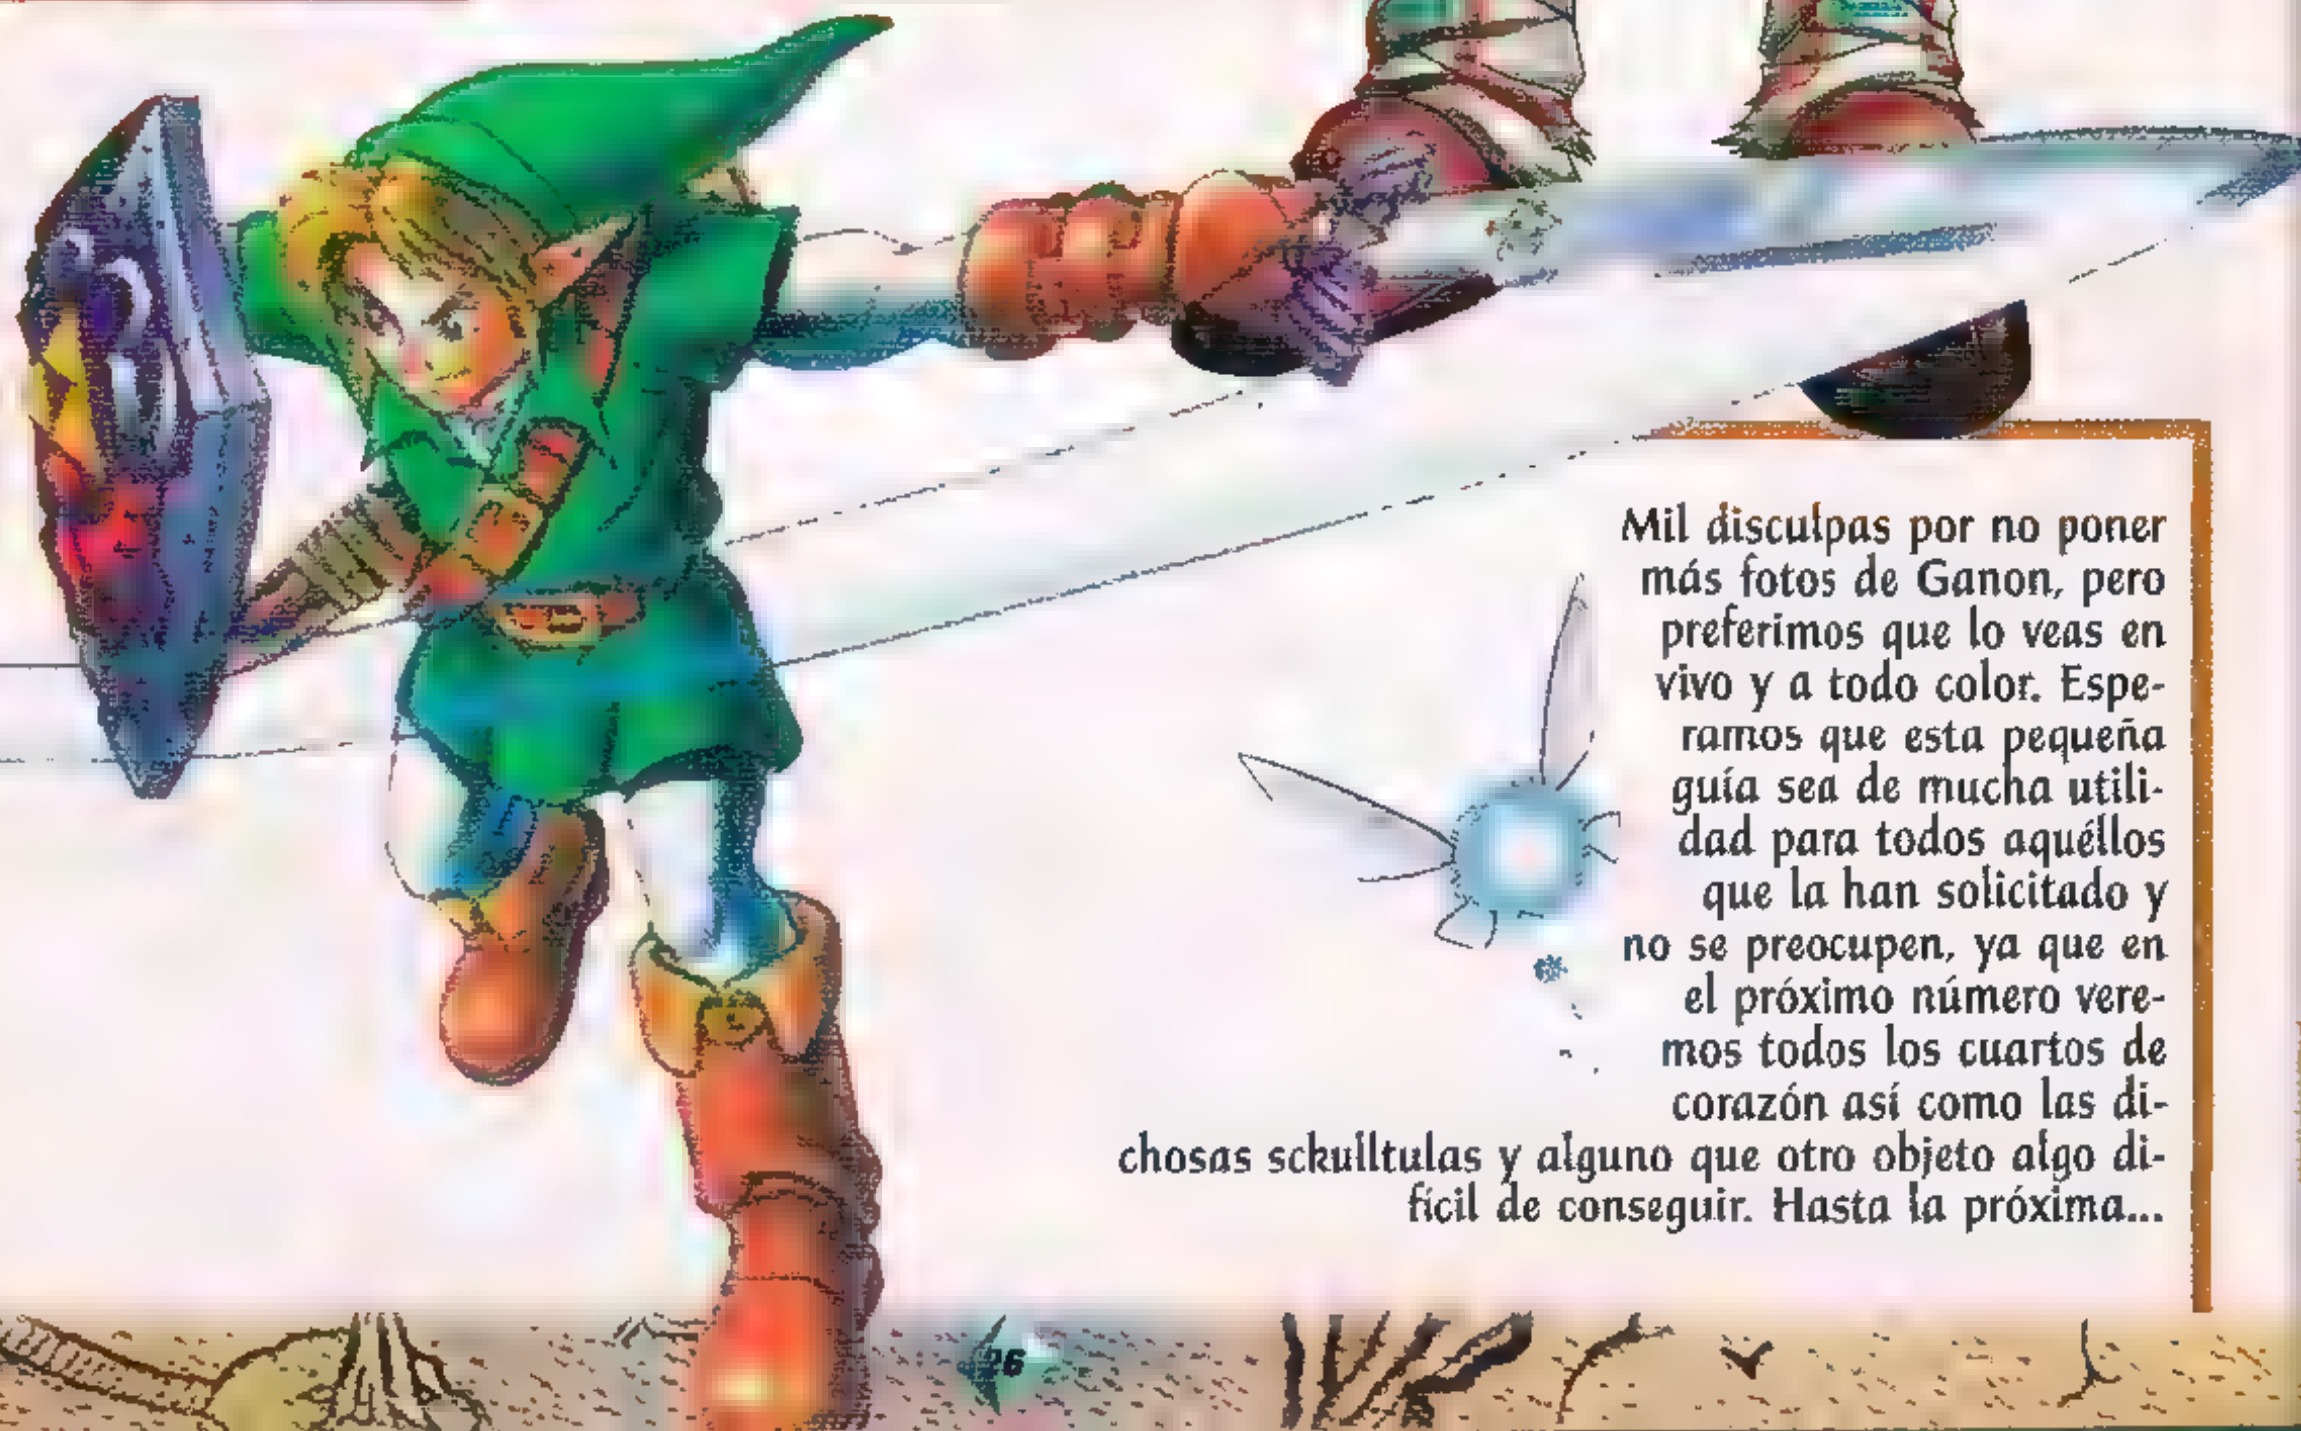 Mil disculpas por no poner
más fotos de Ganon, pero
preferimos que lo veas en
vivo y a todo color. Espe-
ramos que esta pequeña
guía sea de mucha utili-
dad para todos aquéllos
que la han solicitado y
no se preocupen, ya que en
el próximo número vere-
mos todos los cuartos de
corazón así como las di-
chosas sckulltulas y alguno que otro objeto algo di-
fícil de conseguir. Hasta la próxima...
26